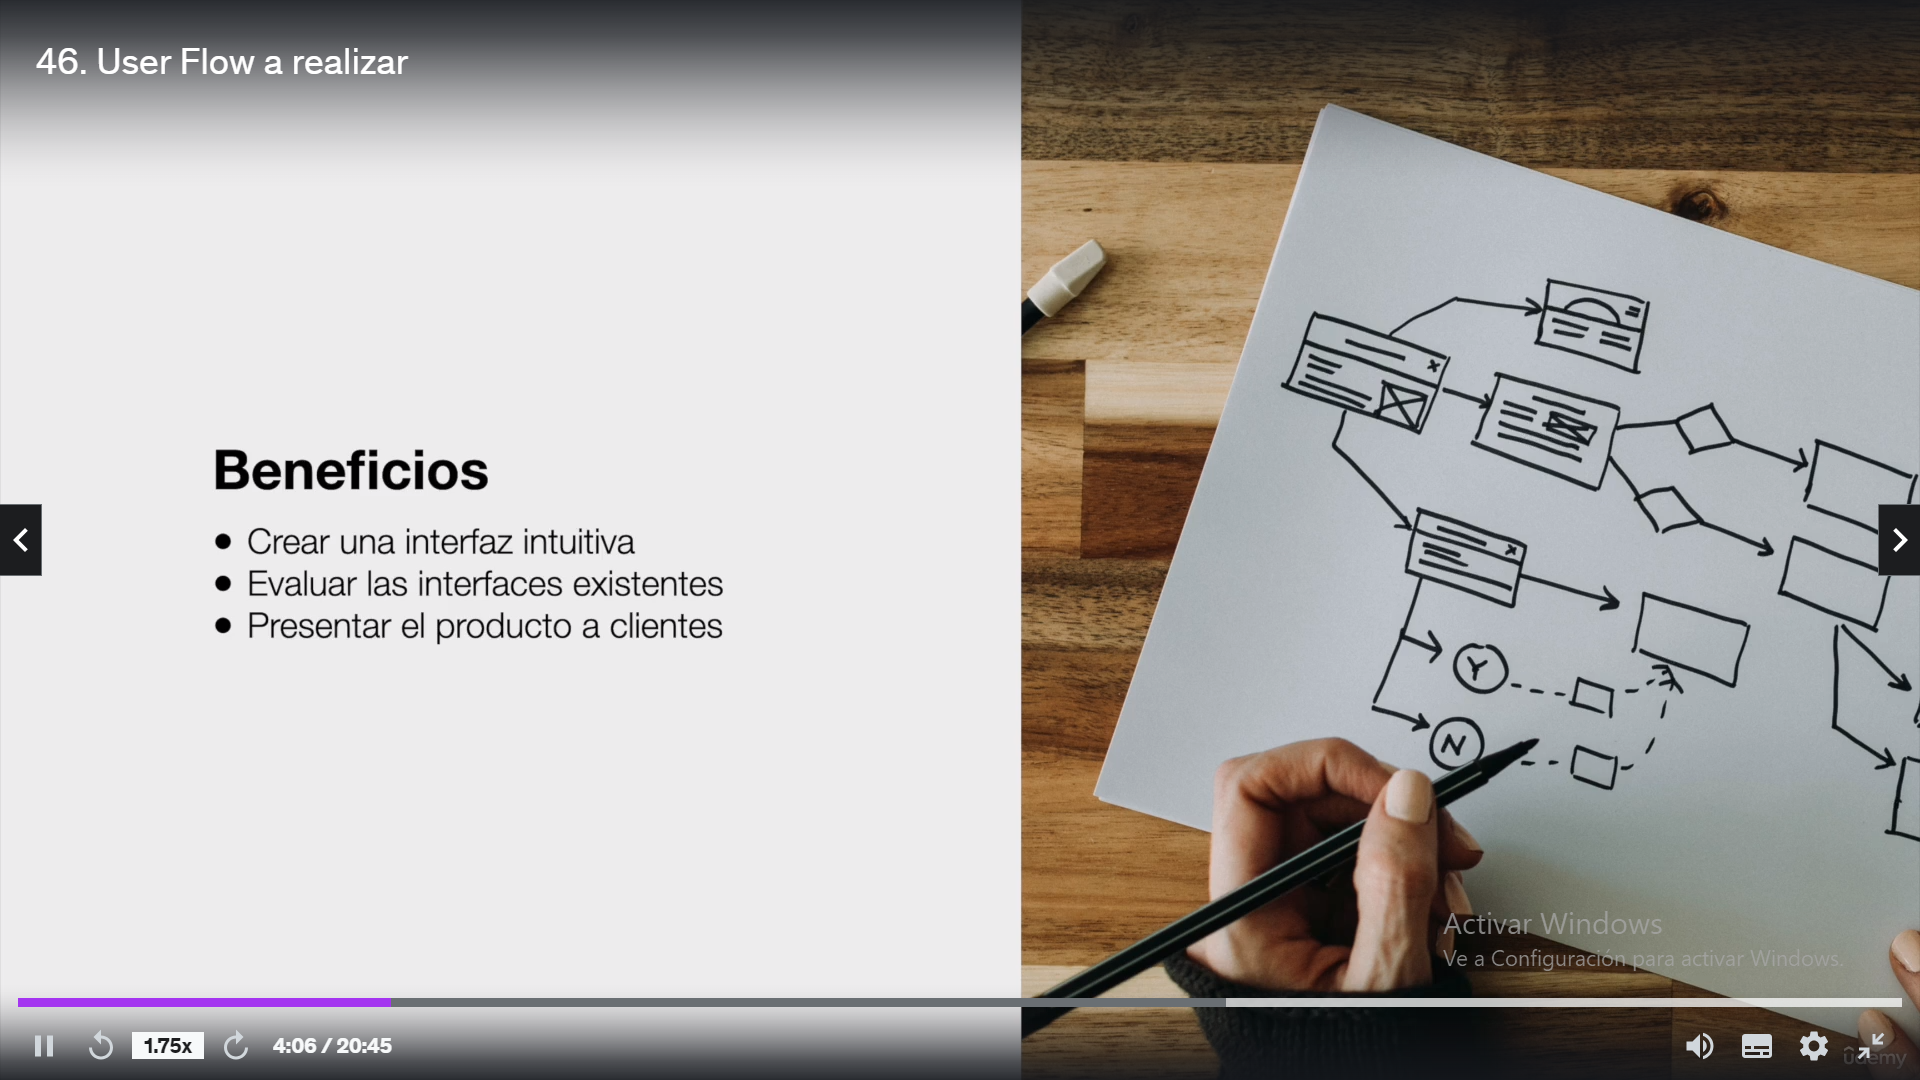 46. User Flow a realizar
Beneficios
● Crear una interfaz intuitiva
● Evaluar las interfaces existentes
● Presentar el producto a clientes
Y
N
Activar Windows
Ve a Configuración para activar Windows.
1.75x
4:06 / 20:45
ûdemy